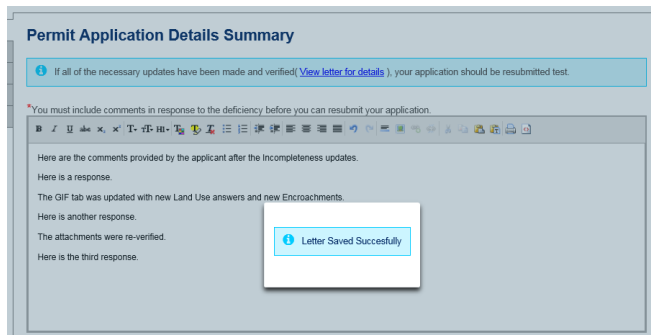 Permit Application Details Summary
If all of the necessary updates have been made and verified( View letter for details ), your application should be resubmitted test.
*You must include comments in response to the deficiency before you can resubmit your application.
B I U abc x, x' T- тT- HI-
Here are the comments provided by the applicant after the Incompleteness updates.
Here is a response.
The GIF tab was updated with new Land Use answers and new Encroachments.
Here is another response.
The attachments were re-verified.
Here is the third response.
Letter Saved Succesfully